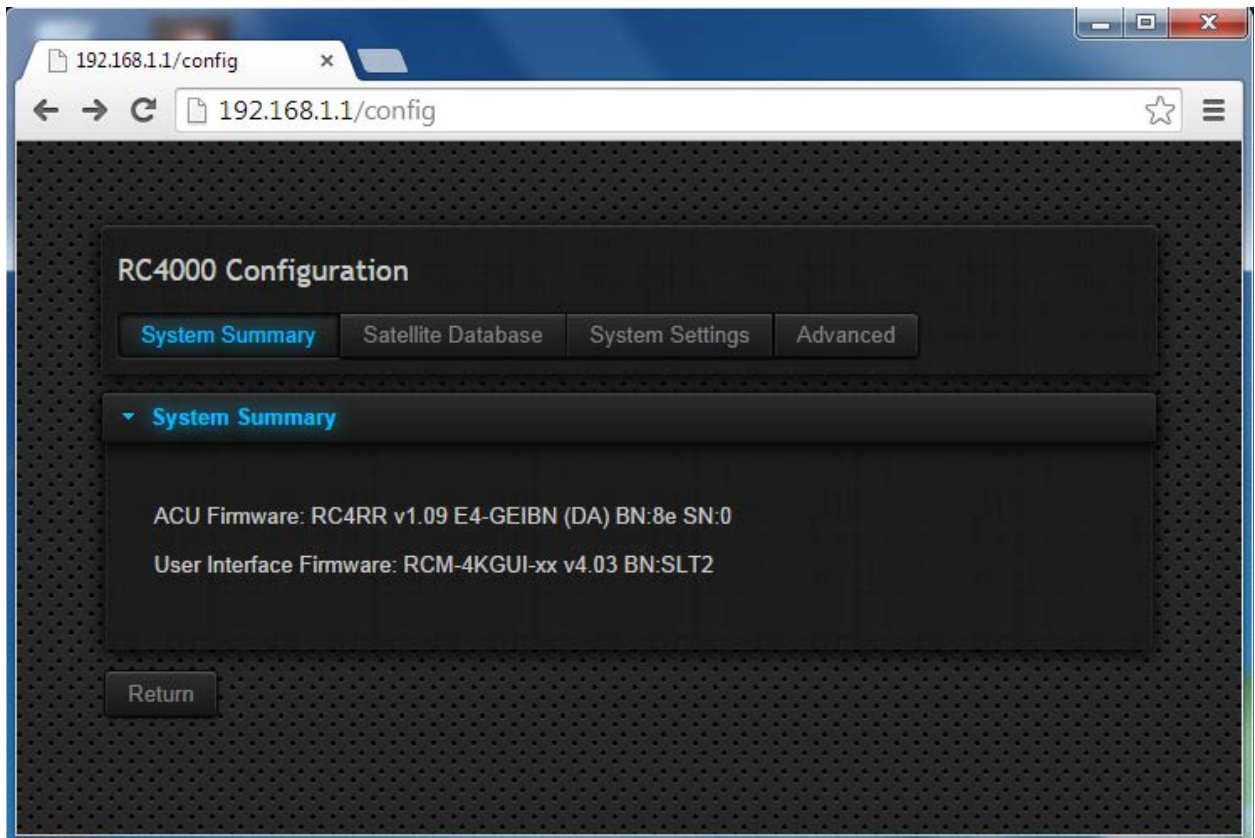 192.168.1.1/config
192.168.1.1/config
RC4000 Configuration
System Summary Satellite Database System Settings Advanced
System Summary
ACU Firmware: RC4RR v1.09 E4-GEIBN (DA) BN:8e SN:0
User Interface Firmware: RCM-4KGUI-xx v4.03 BN:SLT2
Return